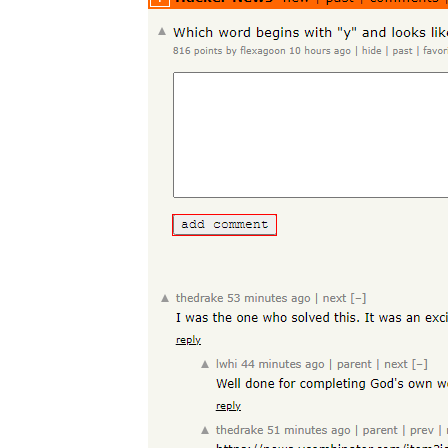 Which word begins with "y" and looks lik
816 points by flexagoon 10 hours ago | hide | past | favor
add comment
thedrake 53 minutes ago | next [–]
I was the one who solved this. It was an exci
reply
lwhi 44 minutes ago | parent | next [–]
Well done for completing God's own w
reply
thedrake 51 minutes ago | parent | prev |